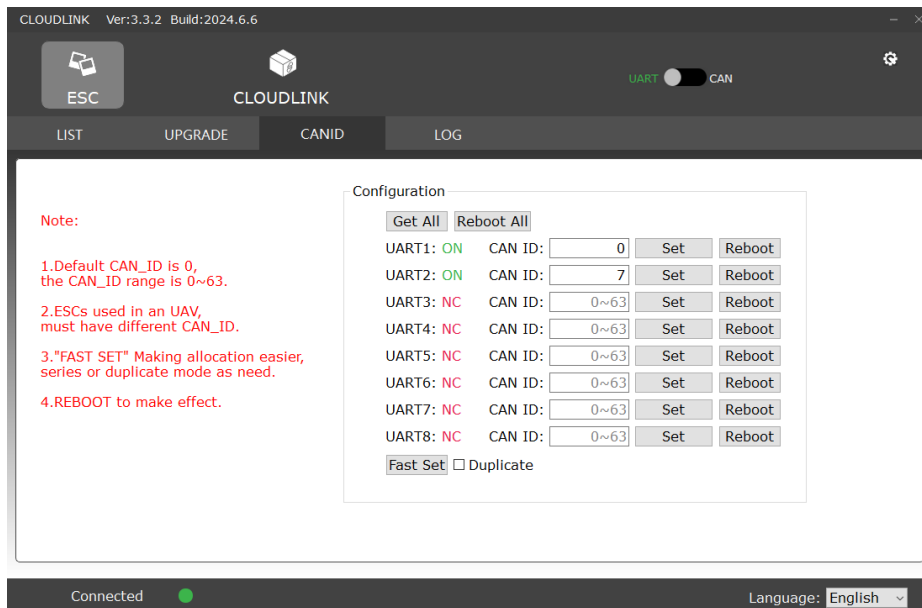 CLOUDLINK Ver:3.3.2 Build:2024.6.6
ESC
CLOUDLINK
UART CAN
LIST UPGRADE CANID LOG
Note:
1.Default CAN_ID is 0,
the CAN_ID range is 0~63.
2.ESCs used in an UAV,
must have different CAN_ID.
3."FAST SET" Making allocation easier,
series or duplicate mode as need.
4.REBOOT to make effect.
Configuration
Get All Reboot All
UART1: ON CAN ID: 0 Set Reboot
UART2: ON CAN ID: 7 Set Reboot
UART3: NC CAN ID: 0~63 Set Reboot
UART4: NC CAN ID: 0~63 Set Reboot
UART5: NC CAN ID: 0~63 Set Reboot
UART6: NC CAN ID: 0~63 Set Reboot
UART7: NC CAN ID: 0~63 Set Reboot
UART8: NC CAN ID: 0~63 Set Reboot
Fast Set Duplicate
Connected
Language: English